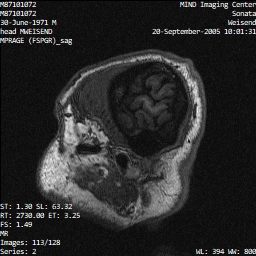 M87101072
M87101072
30-June-1971 M
head MWEISEND
MPRAGE (FSPGR)_sag
MIND Imaging Center
Sonata
Weisend
20-September-2005 10:01:31
ST: 1.30 SL: 63.32
RT: 2730.00 ET: 3.25
FS: 1.49
MR
Images: 113/128
Series: 2
WL: 394 WW: 800